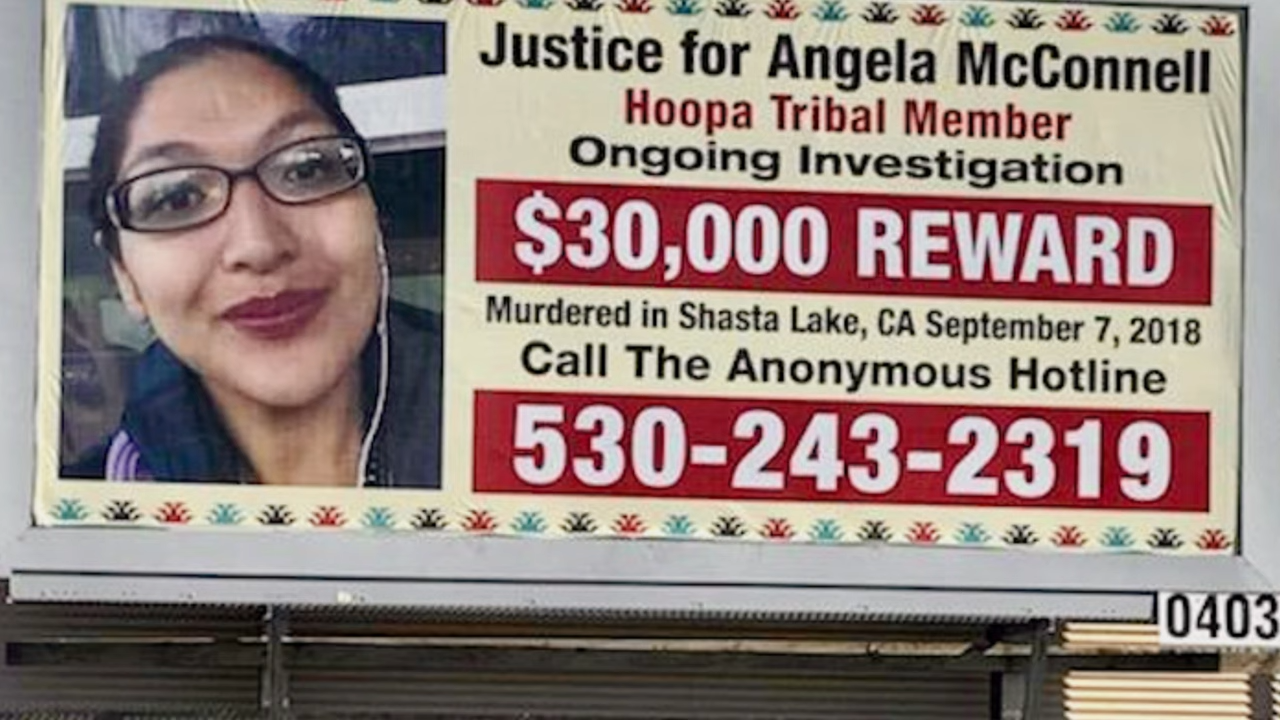 Justice for Angela McConnell
Hoopa Tribal Member
Ongoing Investigation
$30,000 REWARD
Murdered in Shasta Lake, CA September 7, 2018
Call The Anonymous Hotline
530-243-2319
0403